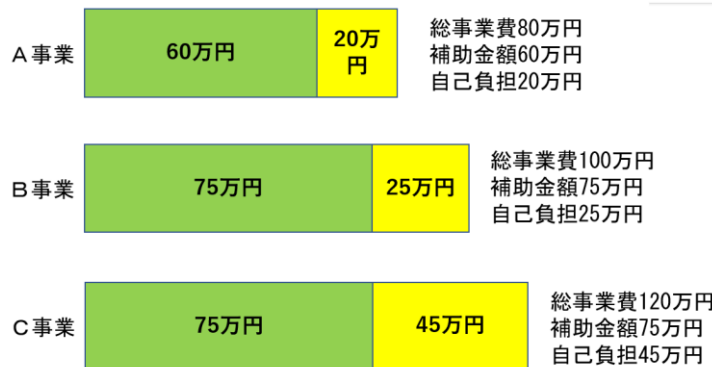 A事業
60万円
20万
円
総事業費80万円
補助金額60万円
自己負担20万円
B事業
75万円
25万円
総事業費100万円
補助金額75万円
自己負担25万円
C事業
75万円
45万円
総事業費120万円
補助金額75万円
自己負担45万円